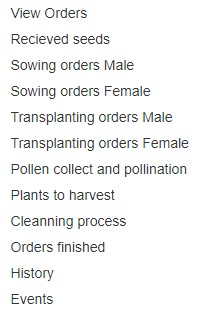 View Orders
Recieved seeds
Sowing orders Male
Sowing orders Female
Transplanting orders Male
Transplanting orders Female
Pollen collect and pollination
Plants to harvest
Cleanning process
Orders finished
History
Events